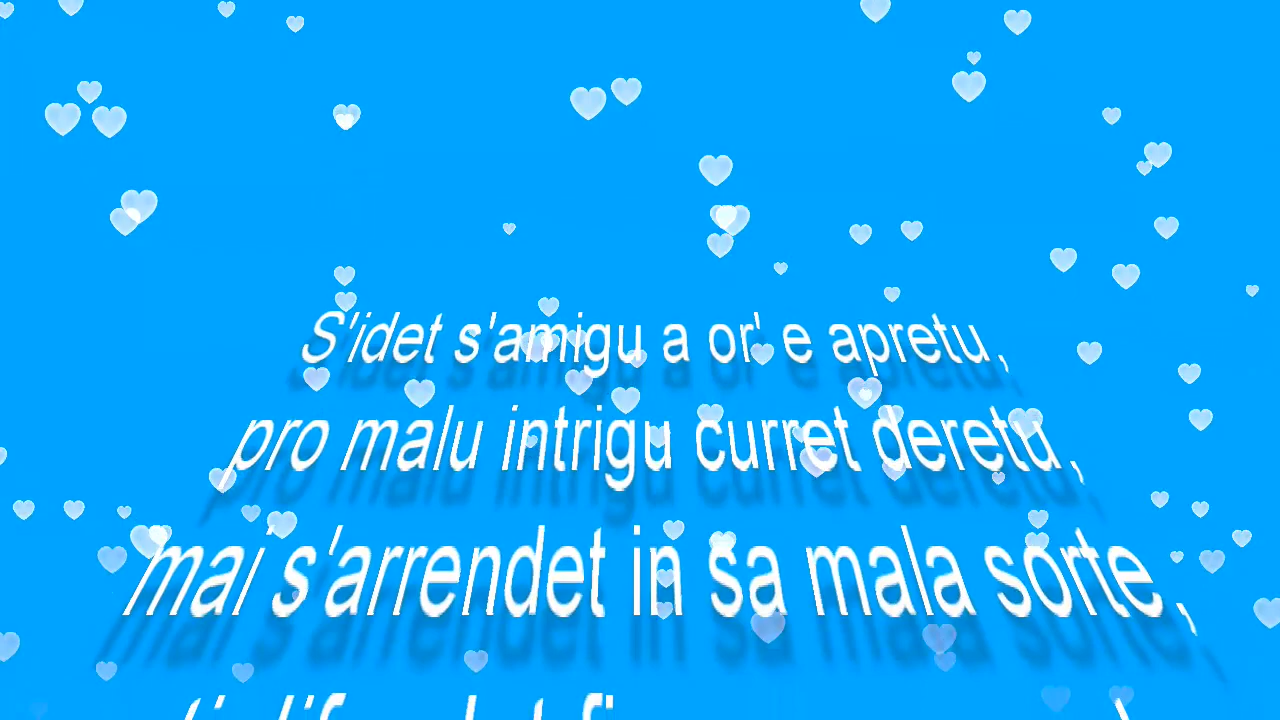 S'idet s'amigu a or' e apretu,
pro malu intrigu curret deretu,
mai s'arrendet in sa mala sorte,